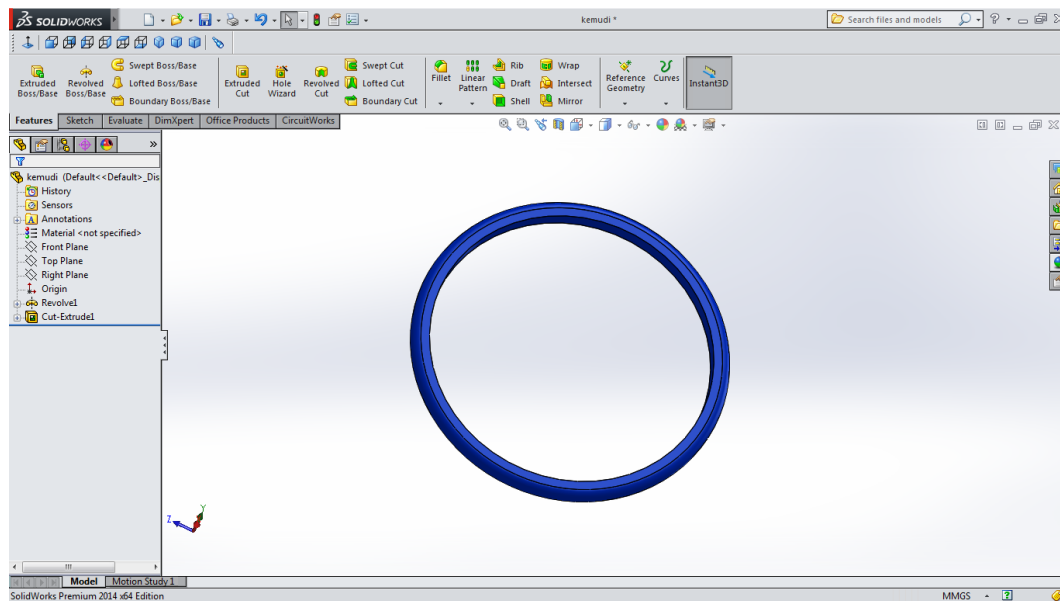 SOLIDWORKS
kemudi *
Search files and models
Extruded Boss/Base
Revolved Boss/Base
Swept Boss/Base
Lofted Boss/Base
Boundary Boss/Base
Extruded Cut
Hole Wizard
Revolved Cut
Swept Cut
Lofted Cut
Boundary Cut
Fillet
Linear Pattern
Rib
Draft
Shell
Wrap
Intersect
Mirror
Reference Geometry
Curves
Instant3D
Features Sketch Evaluate DimXpert Office Products CircuitWorks
kemudi (Default<<Default>_Dis
History
Sensors
Annotations
Material <not specified>
Front Plane
Top Plane
Right Plane
Origin
Revolve1
Cut-Extrude1
Y
Z
Model Motion Study 1
SolidWorks Premium 2014 x64 Edition
MMGS